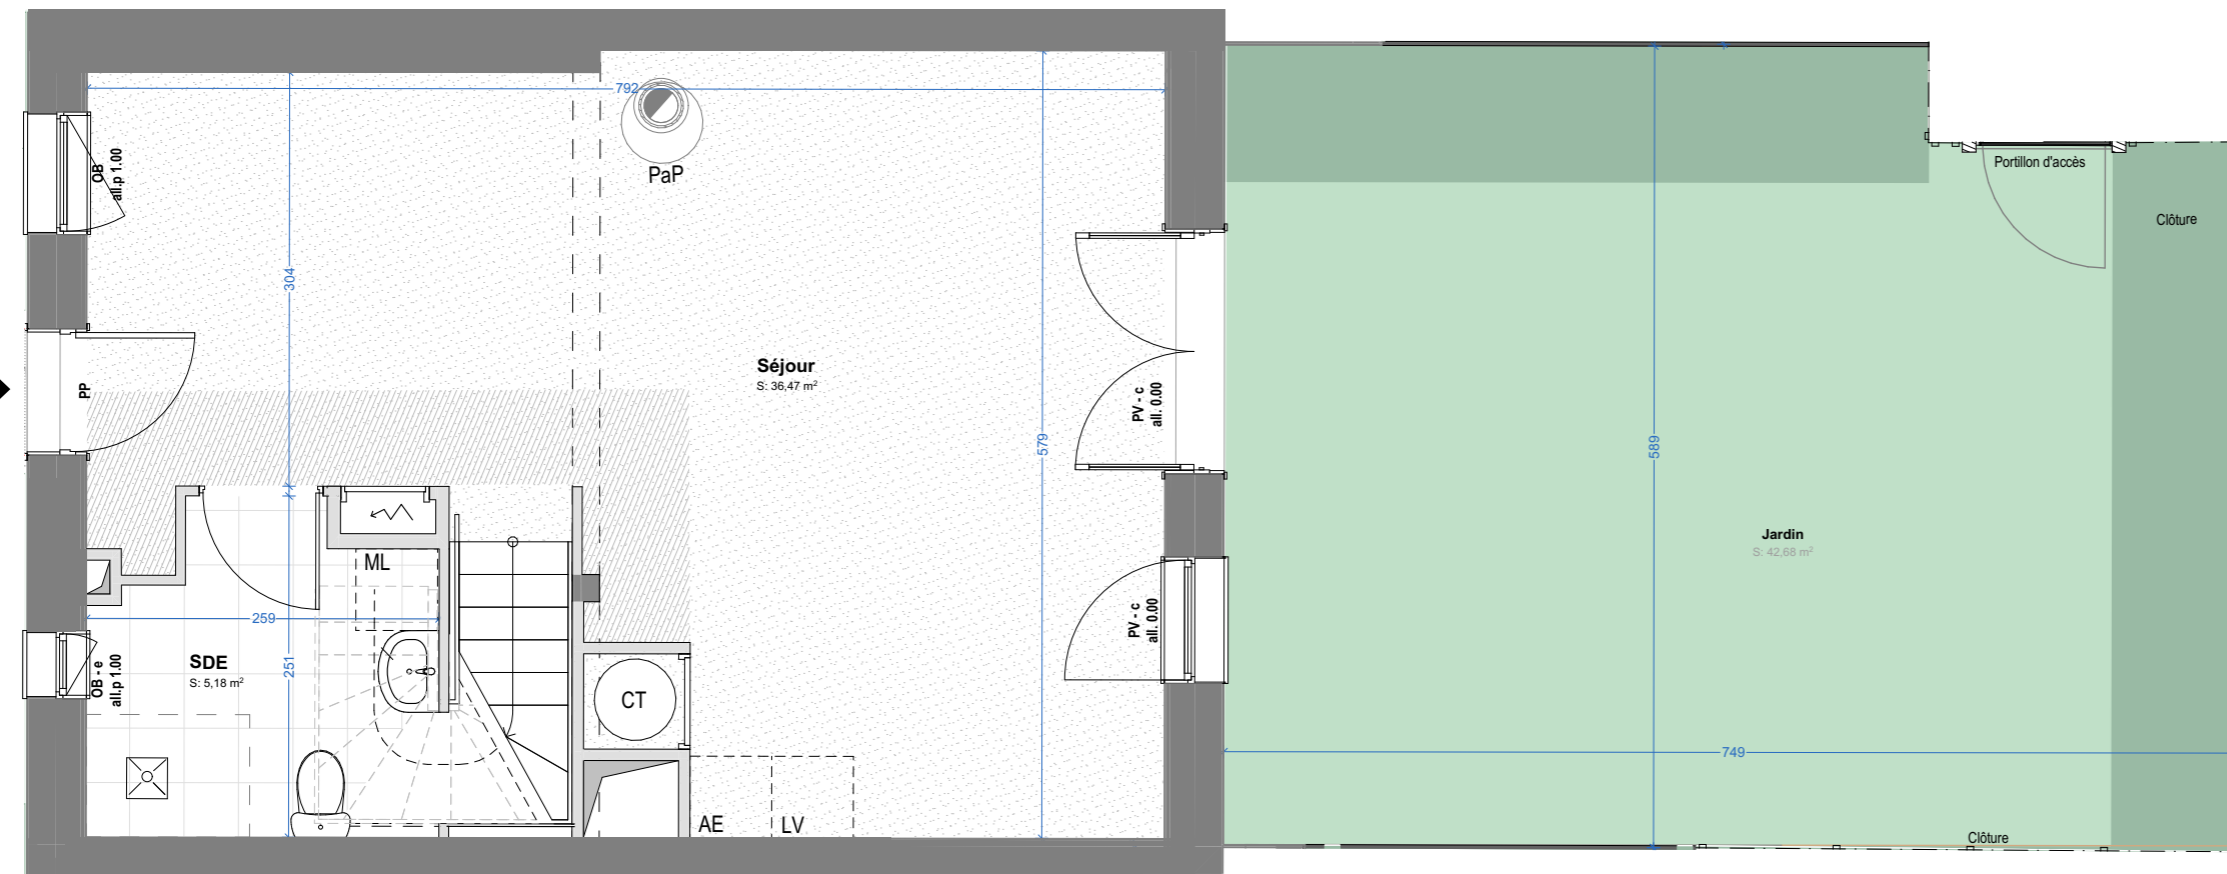 792
OB
all.p 1.00
PaP
Portillon d'accès
Clôture
304
Séjour
S: 36,47 m²
PP
PV - c
all. 0.00
579
589
Jardin
S: 42,68 m²
ML
259
PV - c
all. 0.00
SDE
S: 5,18 m²
251
OB - e
all.p 1.00
CT
749
AE
LV
Clôture